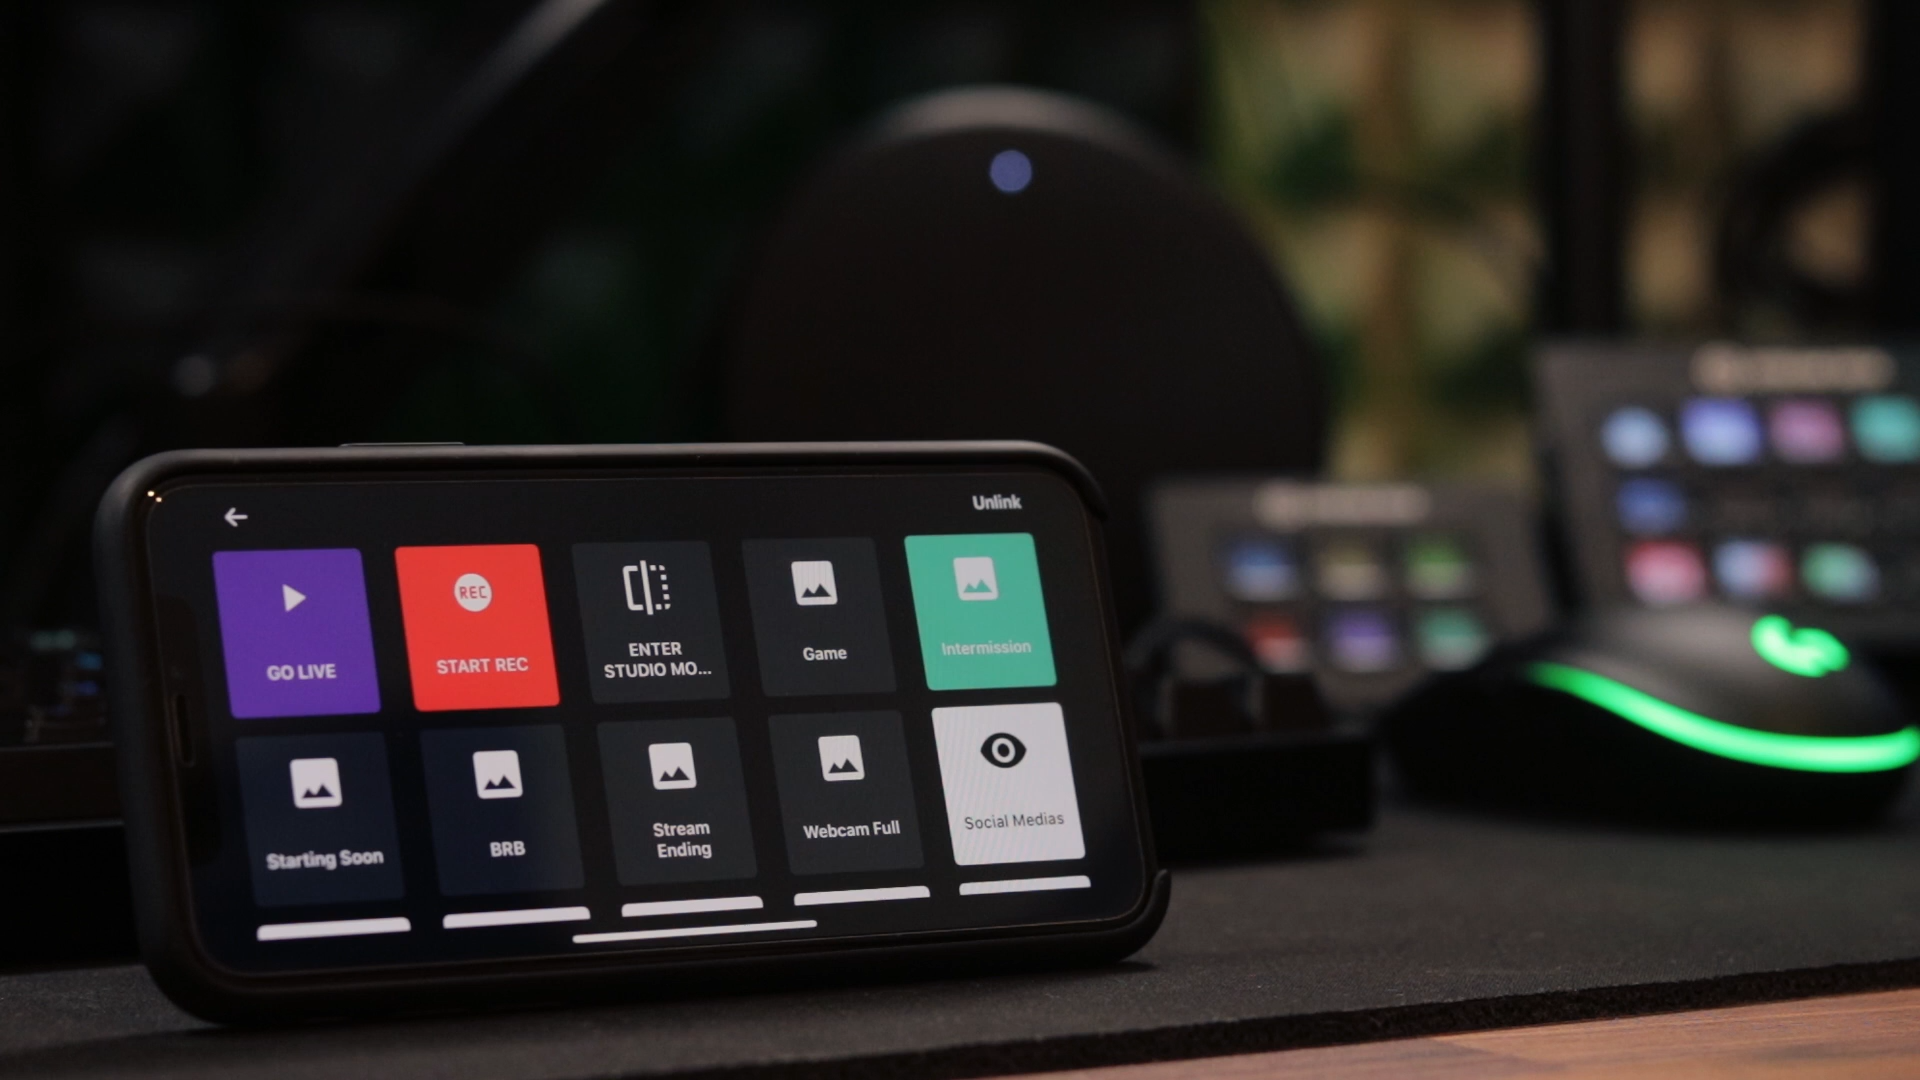 Unlink
GO LIVE
REC
START REC
ENTER
STUDIO MO...
Game
Intermission
Starting Soon
BRB
Stream
Ending
Webcam Full
Social Medias